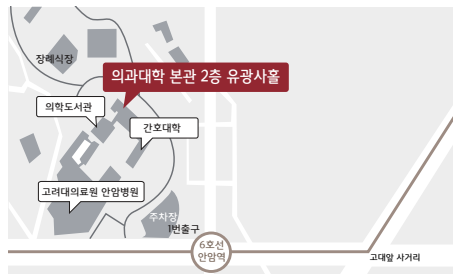 장례식장
의과대학 본관 2층 유광사홀
의학도서관
간호대학
고려대의료원 안암병원
주차장
1번출구
6호선
안암역
고대앞 사거리